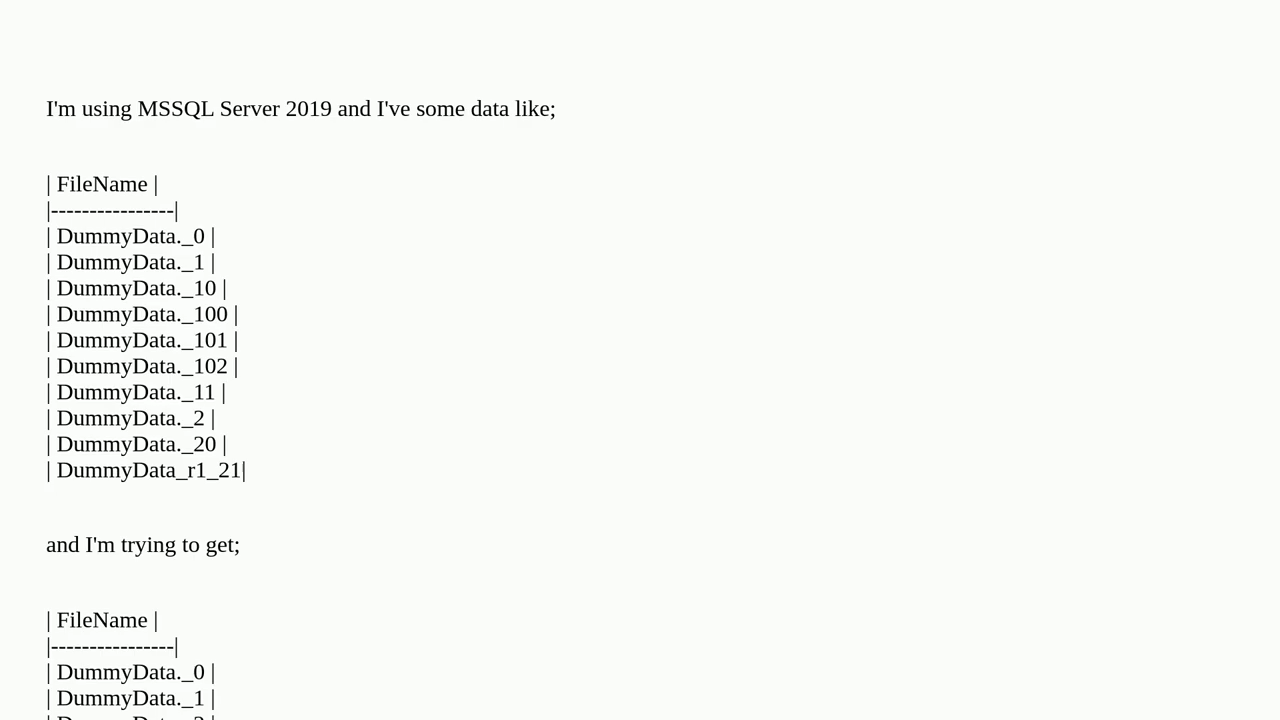 I'm using MSSQL Server 2019 and I've some data like;
| FileName |
|----------------|
| DummyData._0 |
| DummyData._1 |
| DummyData._10 |
| DummyData._100 |
| DummyData._101 |
| DummyData._102 |
| DummyData._11 |
| DummyData._2 |
| DummyData._20 |
| DummyData_r1_21|
and I'm trying to get;
| FileName |
|----------------|
| DummyData._0 |
| DummyData._1 |